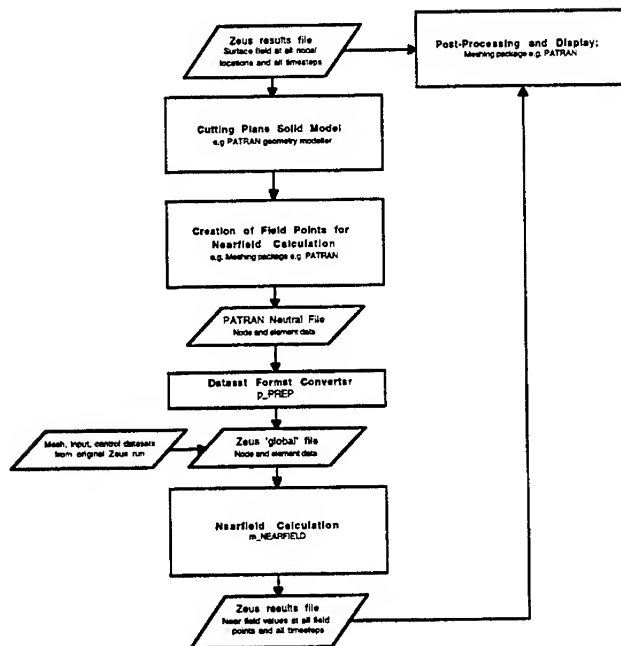 Zeus results file
Surface field at all nodal
locations and all timesteps
Post-Processing and Display;
Meshing package e.g. PATRAN
Cutting Plane Solid Model
e.g PATRAN geometry modeller
Creation of Field Points for
Nearfield Calculation
e.g. Meshing package e.g. PATRAN
PATRAN Neutral File
Node and element data
Dataset Format Converter
p_PREP
Mesh, input, control datasets
from original Zeus run
Zeus 'global' file
Node and element data
Nearfield Calculation
m_NEARFIELD
Zeus results file
Near field values at all field
points and all timesteps